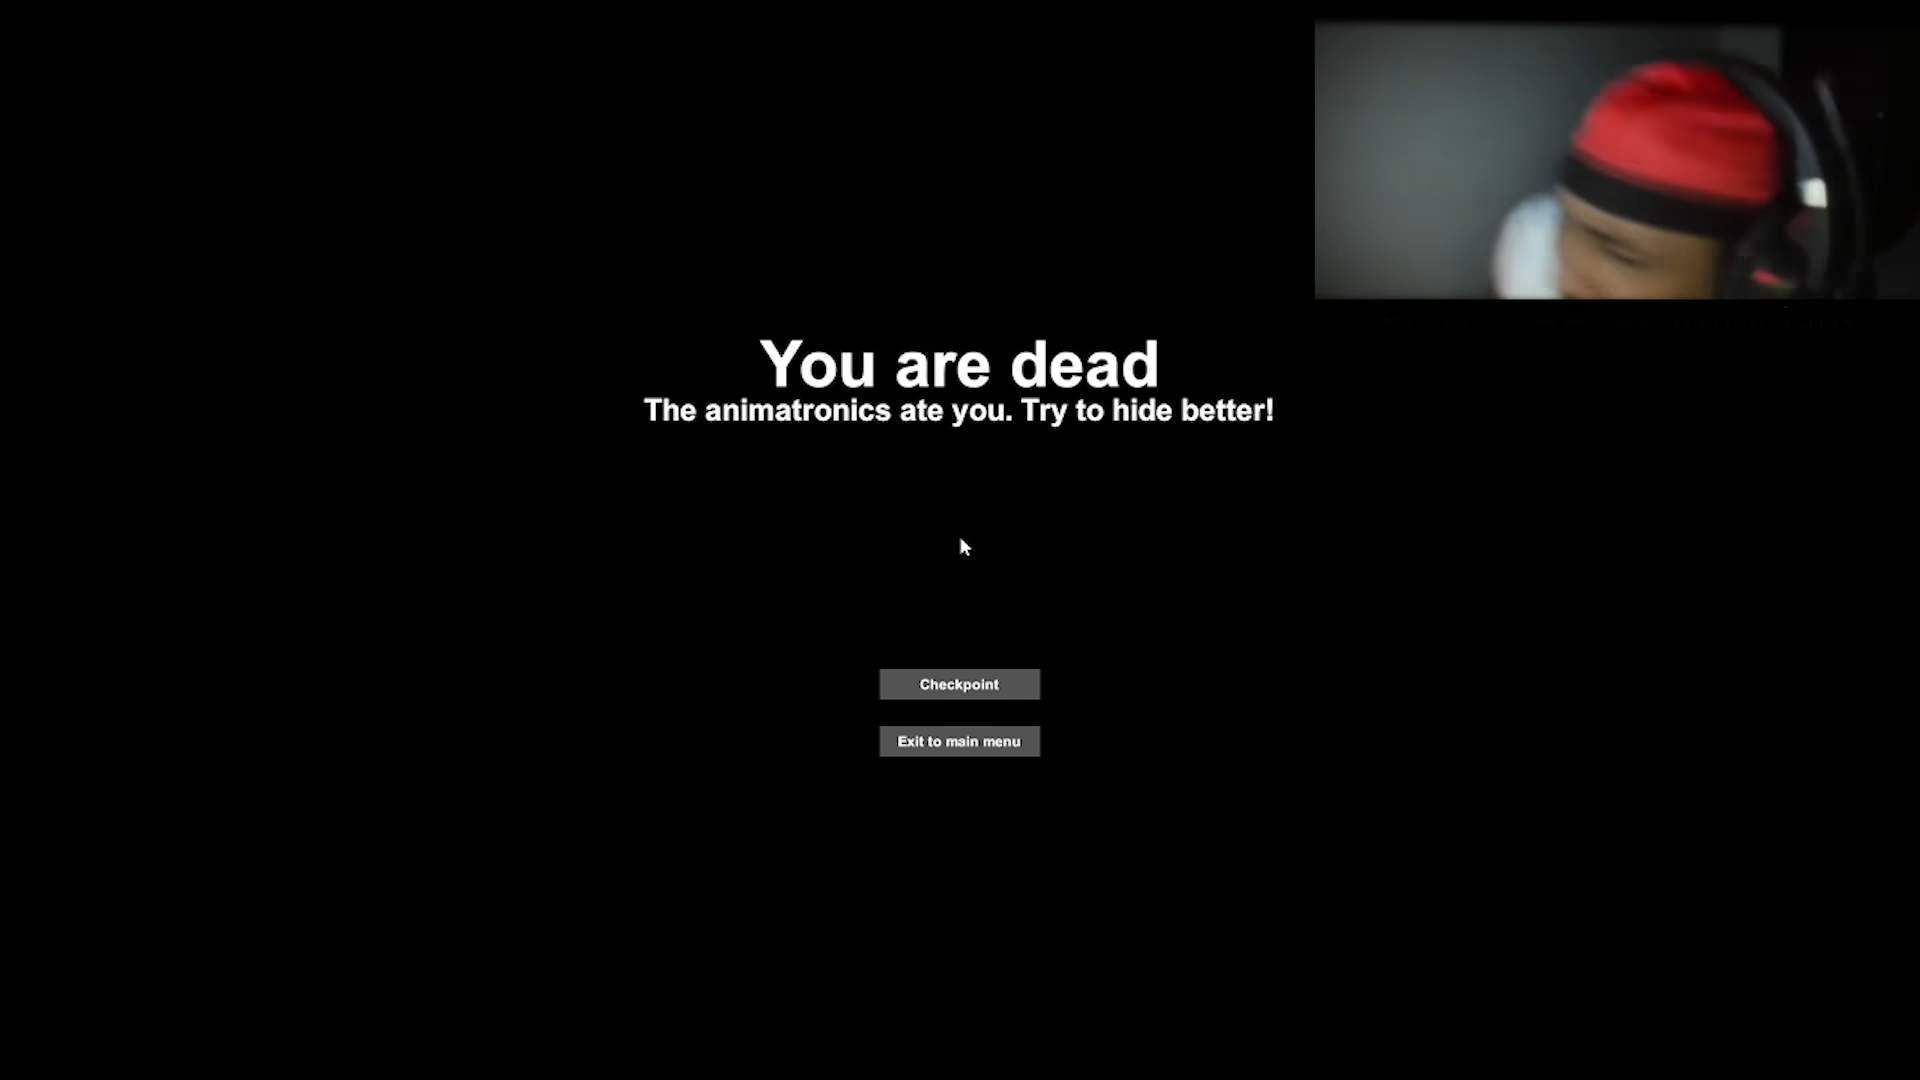 You are dead
The animatronics ate you. Try to hide better!
Checkpoint
Exit to main menu